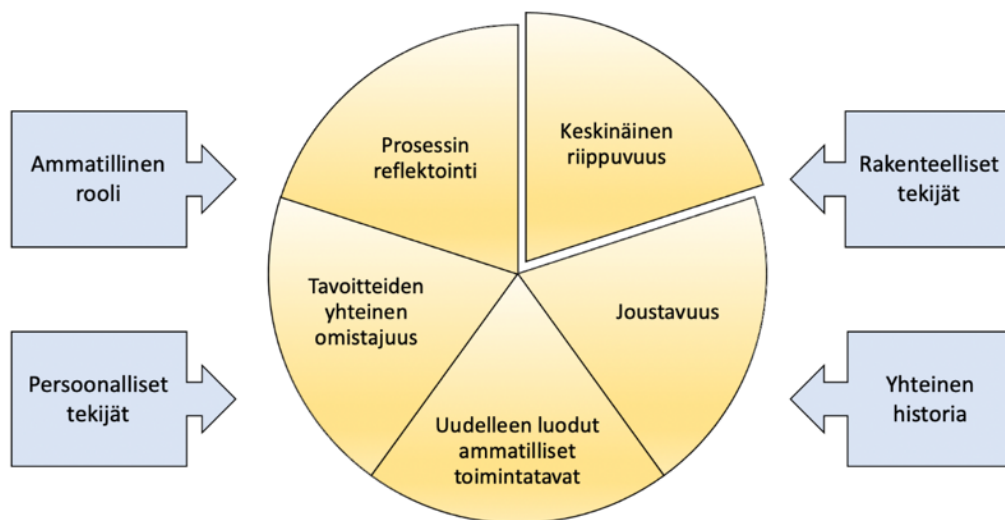 Ammatillinen
rooli
Prosessin
reflektointi
Keskinäinen
riippuvuus
Rakenteelliset
tekijät
Tavoitteiden
yhteinen
omistajuus
Joustavuus
Persoonalliset
tekijät
Uudelleen luodut
ammatilliset
toimintatavat
Yhteinen
historia